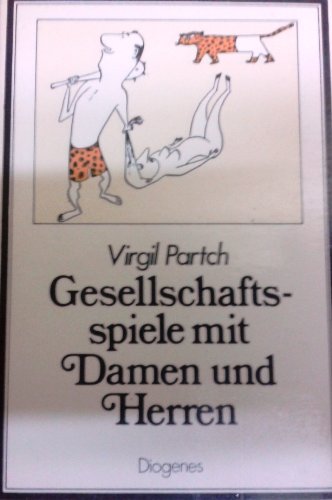 Virgil Partch
Gesellschafts-
spiele mit
Damen und
Herren
Diogenes